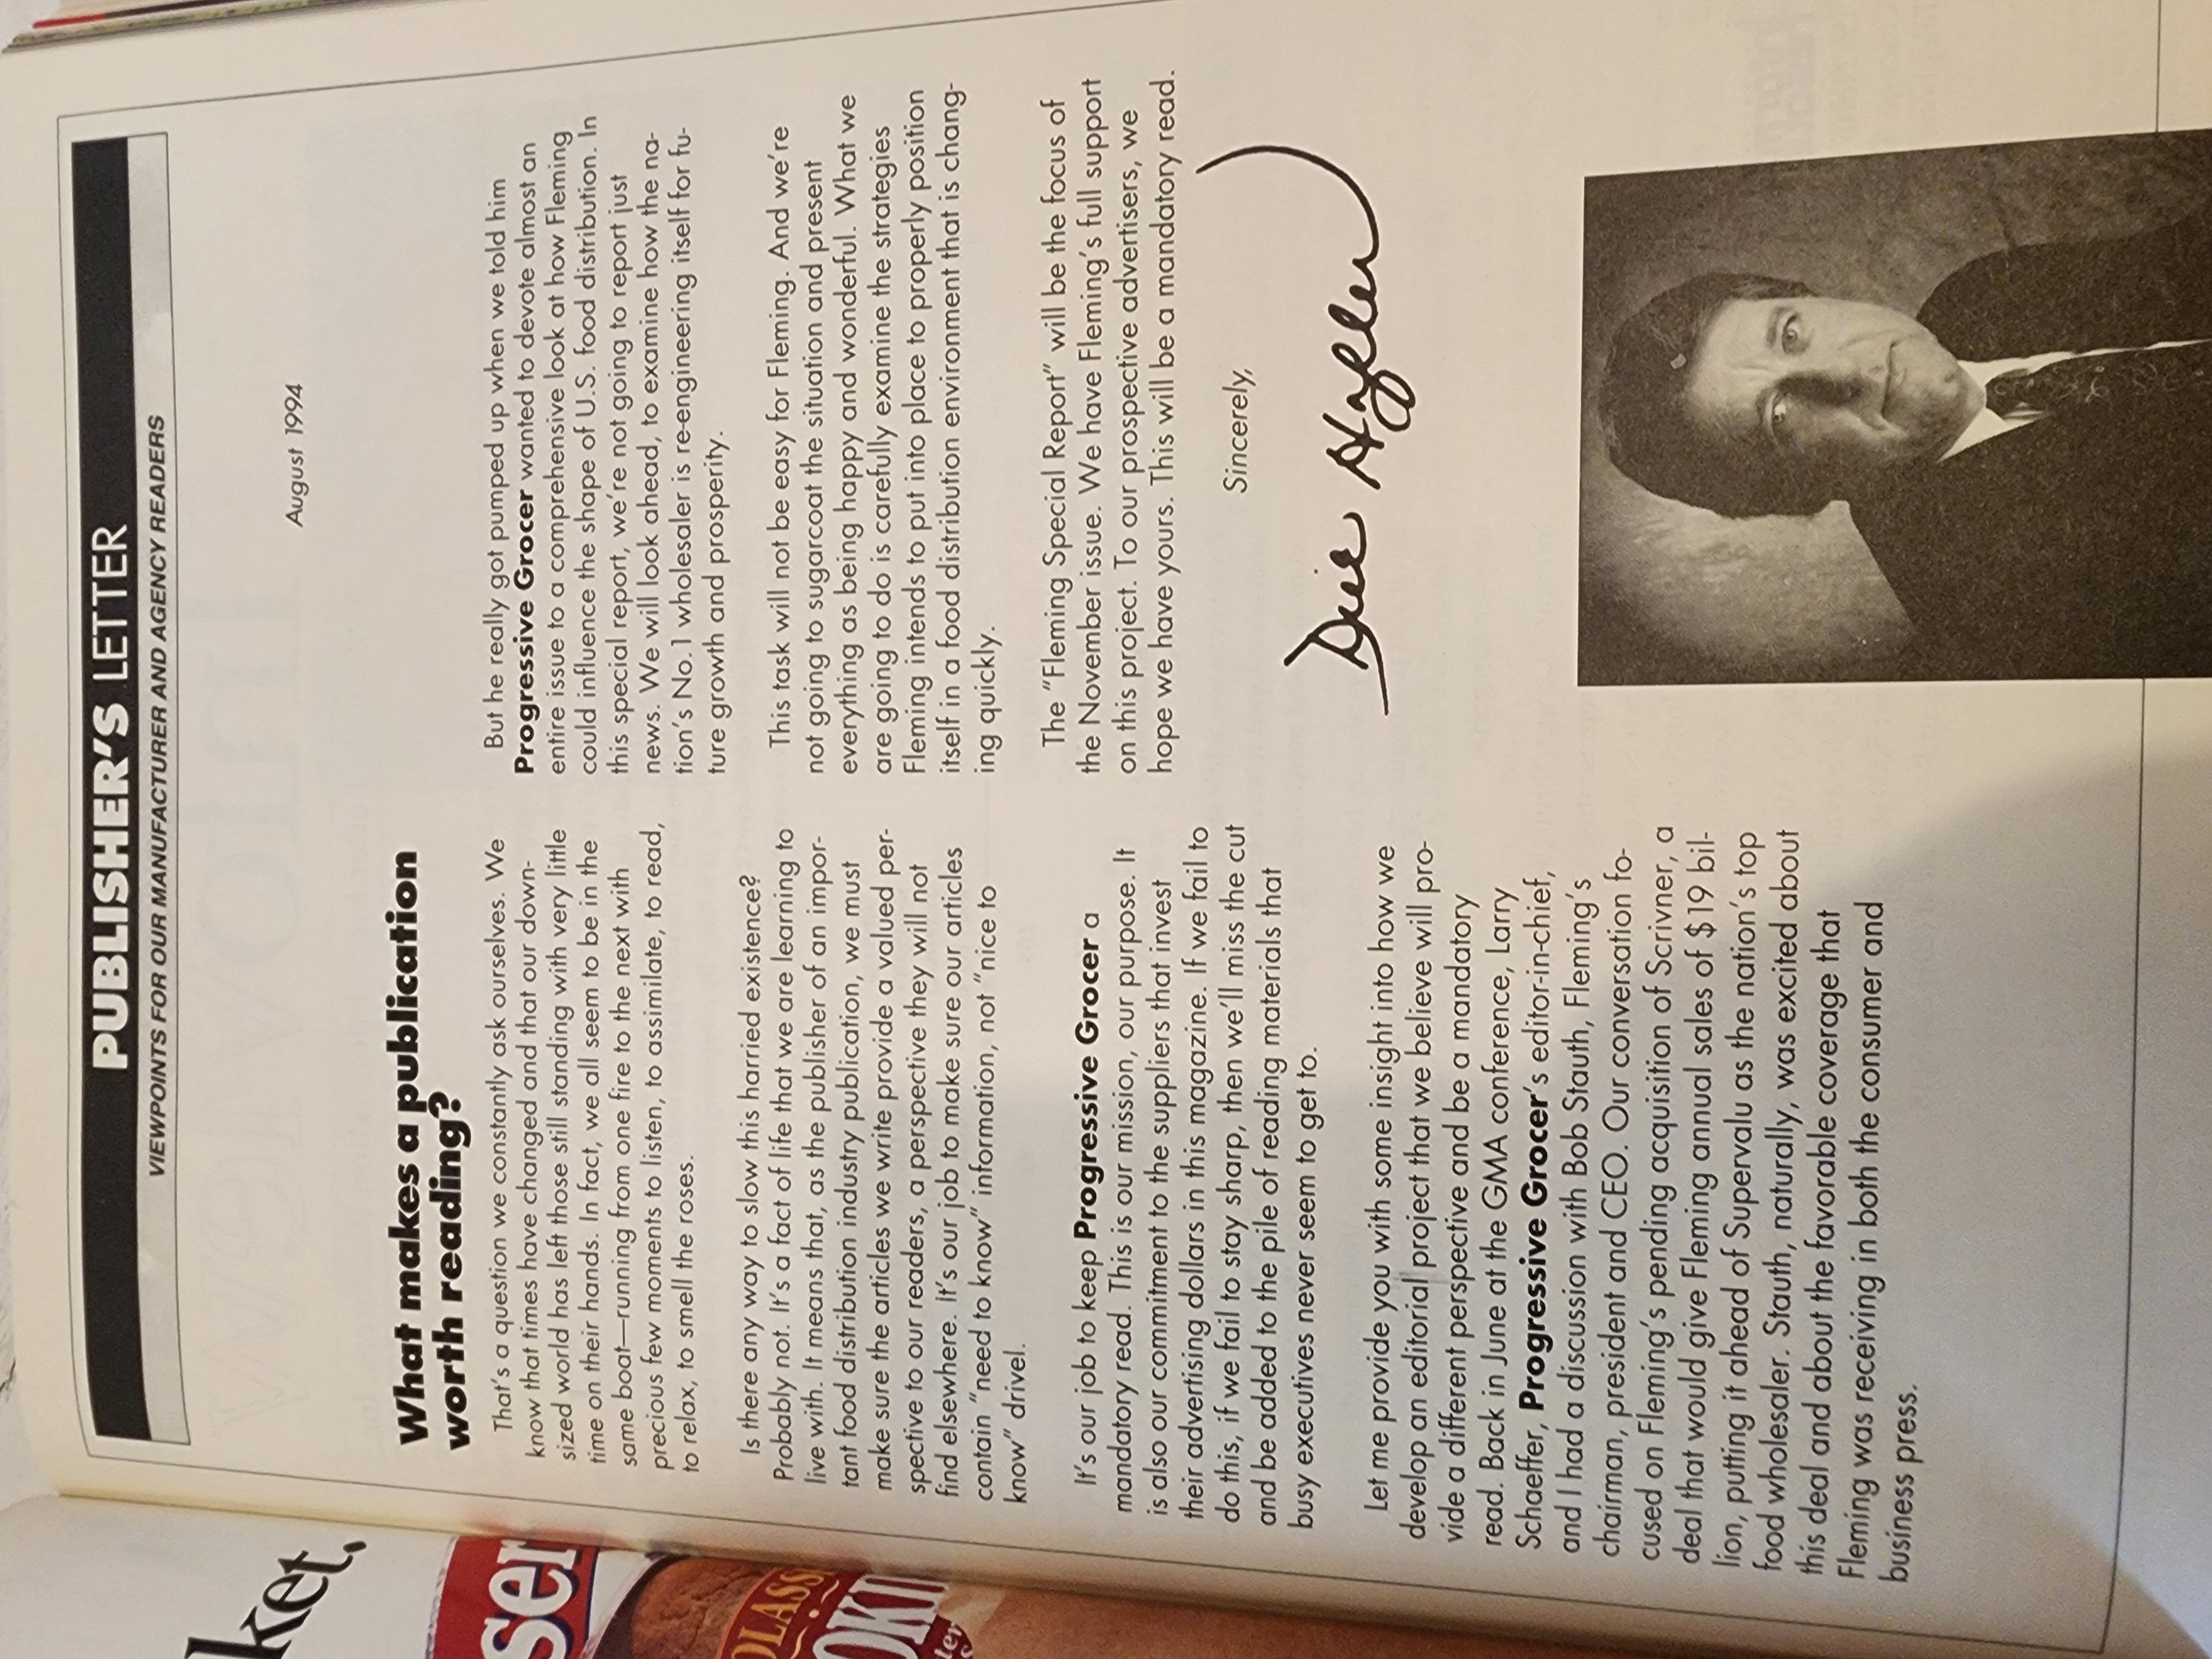 PUBLISHER'S LETTER
VIEWPOINTS FOR OUR MANUFACTURER AND AGENCY READERS
August 1994
What makes a publication
worth reading?
That's a question we constantly ask ourselves. We
know that times have changed and that our down-
sized world has left those still standing with very little
time on their hands. In fact, we all seem to be in the
same boat—running from one fire to the next with
precious few moments to listen, to assimilate, to read,
to relax, to smell the roses.
Is there any way to slow this harried existence?
Probably not. It's a fact of life that we are learning to
live with. It means that, as the publisher of an impor-
tant food distribution industry publication, we must
make sure the articles we write provide a valued per-
spective to our readers, a perspective they will not
find elsewhere. It's our job to make sure our articles
contain "need to know" information, not "nice to
know" drivel.
It's our job to keep Progressive Grocer a
mandatory read. This is our mission, our purpose. It
is also our commitment to the suppliers that invest
their advertising dollars in this magazine. If we fail to
do this, if we fail to stay sharp, then we'll miss the cut
and be added to the pile of reading materials that
busy executives never seem to get to.
Let me provide you with some insight into how we
develop an editorial project that we believe will pro-
vide a different perspective and be a mandatory
read. Back in June at the GMA conference, Larry
Schaeffer, Progressive Grocer's editor-in-chief,
and I had a discussion with Bob Stauth, Fleming's
chairman, president and CEO. Our conversation fo-
cused on Fleming's pending acquisition of Scrivner, a
deal that would give Fleming annual sales of $19 bil-
lion, putting it ahead of Supervalu as the nation's top
food wholesaler. Stauth, naturally, was excited about
this deal and about the favorable coverage that
Fleming was receiving in both the consumer and
business press.
But he really got pumped up when we told him
Progressive Grocer wanted to devote almost an
entire issue to a comprehensive look at how Fleming
could influence the shape of U.S. food distribution. In
this special report, we're not going to report just
news. We will look ahead, to examine how the na-
tion's No.1 wholesaler is re-engineering itself for fu-
ture growth and prosperity.
This task will not be easy for Fleming. And we're
not going to sugarcoat the situation and present
everything as being happy and wonderful. What we
are going to do is carefully examine the strategies
Fleming intends to put into place to properly position
itself in a food distribution environment that is chang-
ing quickly.
The "Fleming Special Report" will be the focus of
the November issue. We have Fleming's full support
on this project. To our prospective advertisers, we
hope we have yours. This will be a mandatory read.
Sincerely,
ket.
ser
OLASS
OKI